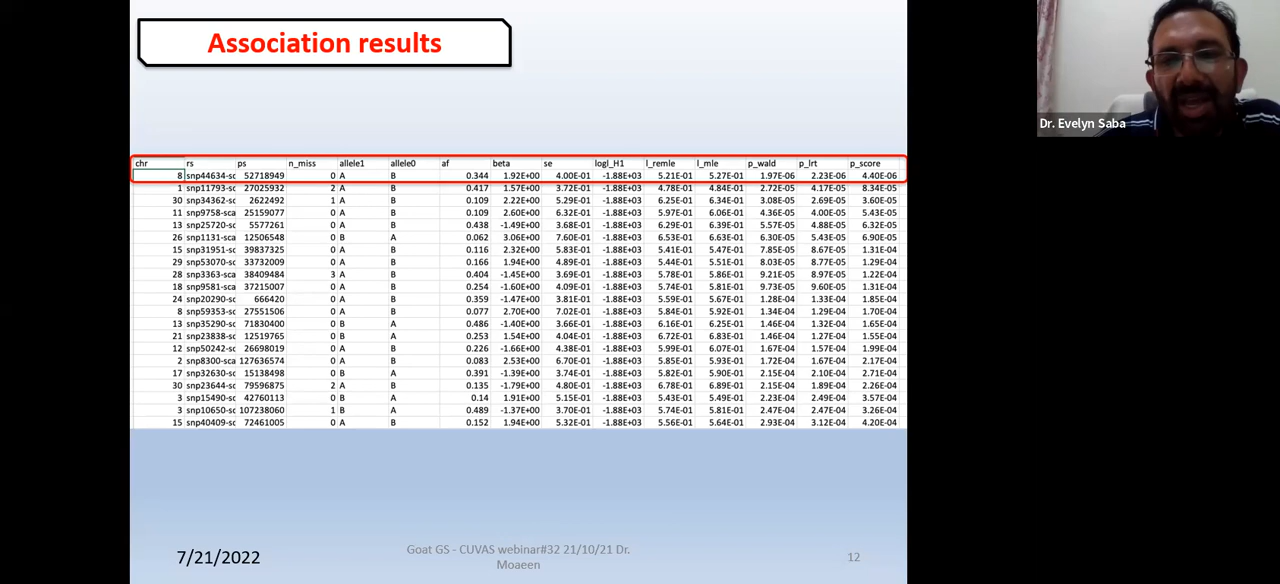 Association results
Dr. Evelyn Saba
chr rs ps n_miss allele1 allele0 af beta se logl_H1 l_remle l_mle p_wald p_lrt p_score
8 snp44634-sc 52718949 0 A B 0.344 1.92E+00 4.00E-01 -1.88E+03 5.21E-01 5.27E-01 1.97E-06 2.23E-06 4.40E-06
1 snp11793-sc 27025932 2 A B 0.417 1.57E+00 3.72E-01 -1.88E+03 4.78E-01 4.84E-01 2.72E-05 4.17E-05 8.34E-05
30 snp34362-sc 2622492 1 A B 0.109 2.22E+00 5.29E-01 -1.88E+03 6.25E-01 6.34E-01 3.08E-05 2.69E-05 3.60E-05
11 snp9758-sca 25159077 0 A B 0.109 2.60E+00 6.32E-01 -1.88E+03 5.97E-01 6.06E-01 4.36E-05 4.00E-05 5.43E-05
13 snp25720-sc 5577261 0 A B 0.438 -1.49E+00 3.68E-01 -1.88E+03 6.29E-01 6.39E-01 5.57E-05 4.88E-05 6.32E-05
26 snp1131-sca 12506548 0 B A 0.062 3.06E+00 7.60E-01 -1.88E+03 6.53E-01 6.63E-01 6.30E-05 5.43E-05 6.90E-05
15 snp31951-sc 39837325 0 A B 0.116 2.32E+00 5.83E-01 -1.88E+03 5.41E-01 5.47E-01 7.85E-05 8.67E-05 1.31E-04
29 snp53070-sc 33732009 0 A B 0.166 1.94E+00 4.89E-01 -1.88E+03 5.44E-01 5.51E-01 8.03E-05 8.77E-05 1.29E-04
28 snp3363-sca 38409484 3 A B 0.404 -1.45E+00 3.69E-01 -1.88E+03 5.78E-01 5.86E-01 9.21E-05 8.97E-05 1.22E-04
18 snp9581-sca 37215007 0 A B 0.254 -1.60E+00 4.09E-01 -1.88E+03 5.74E-01 5.81E-01 9.73E-05 9.60E-05 1.31E-04
24 snp20290-sc 666420 0 A B 0.359 -1.47E+00 3.81E-01 -1.88E+03 5.59E-01 5.67E-01 1.28E-04 1.33E-04 1.85E-04
8 snp59353-sc 27551506 0 A B 0.077 2.70E+00 7.02E-01 -1.88E+03 5.84E-01 5.92E-01 1.34E-04 1.29E-04 1.70E-04
13 snp35290-sc 71830400 0 B A 0.486 -1.40E+00 3.66E-01 -1.88E+03 6.16E-01 6.25E-01 1.46E-04 1.32E-04 1.65E-04
21 snp23838-sc 12519765 0 B A 0.253 1.54E+00 4.04E-01 -1.88E+03 6.72E-01 6.83E-01 1.46E-04 1.27E-04 1.55E-04
12 snp50242-sc 26698019 0 A B 0.226 -1.66E+00 4.38E-01 -1.88E+03 5.99E-01 6.07E-01 1.67E-04 1.57E-04 1.99E-04
2 snp8300-sca 127636574 0 A B 0.083 2.53E+00 6.70E-01 -1.88E+03 5.85E-01 5.93E-01 1.72E-04 1.67E-04 2.17E-04
17 snp32630-sc 15138498 0 B A 0.391 -1.39E+00 3.74E-01 -1.88E+03 5.82E-01 5.90E-01 2.15E-04 2.10E-04 2.71E-04
30 snp23644-sc 79596875 2 A B 0.135 -1.79E+00 4.80E-01 -1.88E+03 6.78E-01 6.89E-01 2.15E-04 1.89E-04 2.26E-04
3 snp15490-sc 42760113 0 B A 0.14 1.91E+00 5.15E-01 -1.88E+03 5.43E-01 5.49E-01 2.23E-04 2.49E-04 3.57E-04
3 snp10650-sc 107238060 1 B A 0.489 -1.37E+00 3.70E-01 -1.88E+03 5.74E-01 5.81E-01 2.47E-04 2.47E-04 3.26E-04
15 snp40409-sc 72461005 0 A B 0.152 1.94E+00 5.32E-01 -1.88E+03 5.56E-01 5.64E-01 2.93E-04 3.12E-04 4.20E-04
7/21/2022
Goat GS - CUVAS webinar#32 21/10/21 Dr.
Moaeen
12